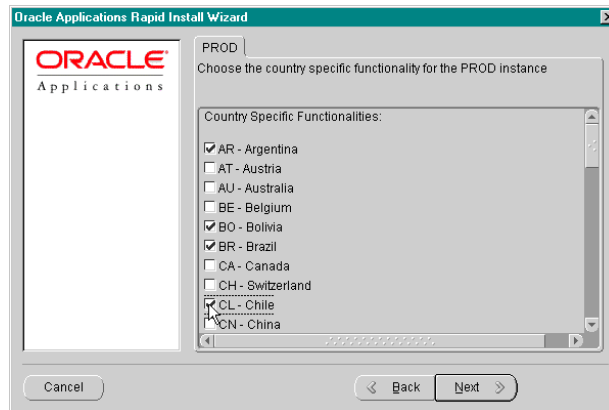 Oracle Applications Rapid Install Wizard
ORACLE
Applications
PROD
Choose the country specific functionality for the PROD instance
Country Specific Functionalities:
AR - Argentina
AT - Austria
AU - Australia
BE - Belgium
BO - Bolivia
BR - Brazil
CA - Canada
CH - Switzerland
CL - Chile
CN - China
Cancel
Back
Next